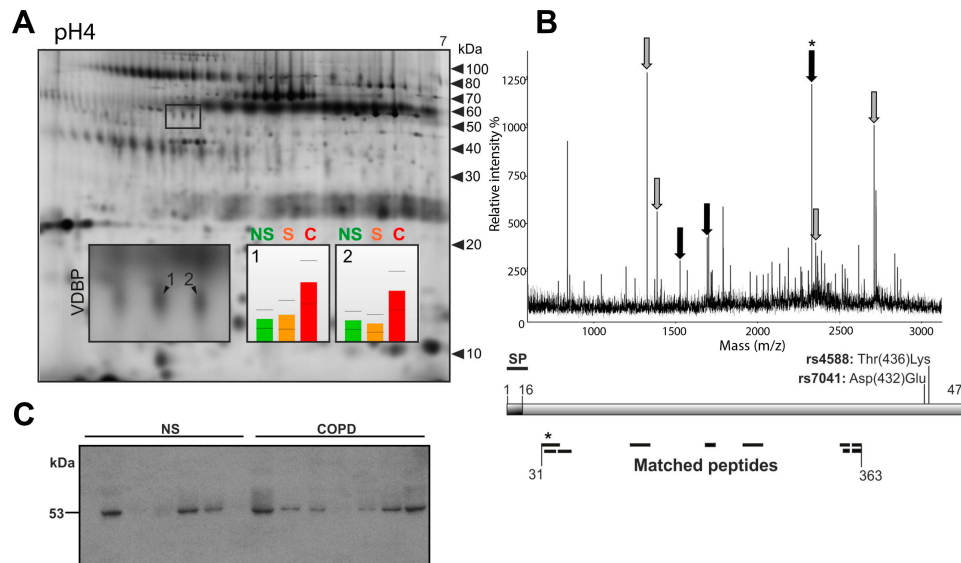 A
pH4
7
kDa
100
80
70
60
50
40
30
20
10
VDBP
1 2
NS S C
1
NS S C
2
B
*
Relative intensity %
1250
1000
750
500
250
0
1000 1500 2000 2500 3000
Mass (m/z)
SP
1 16
rs4588: Thr(436)Lys
rs7041: Asp(432)Glu
47
*
Matched peptides
31
363
C
NS COPD
kDa
53